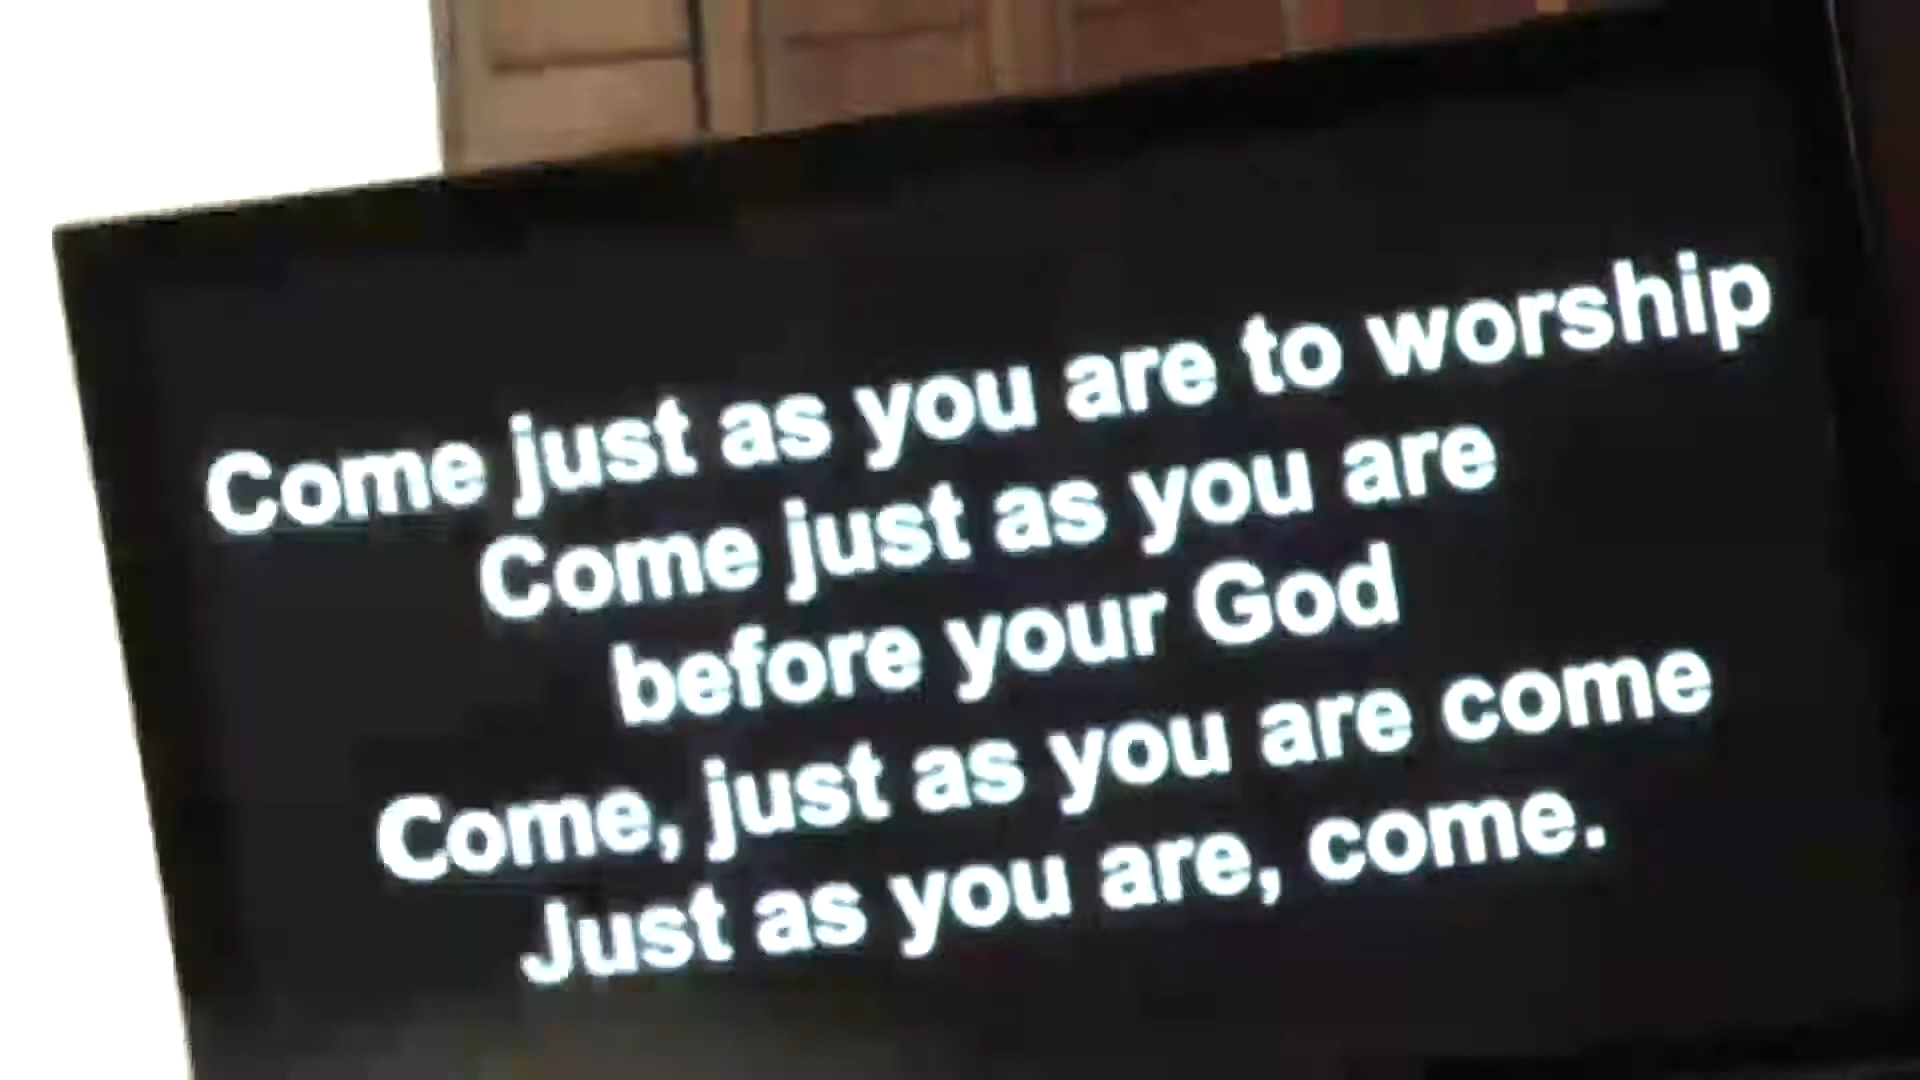 Come just as you are to worship
Come just as you are
before your God
Come, just as you are come
Just as you are, come.